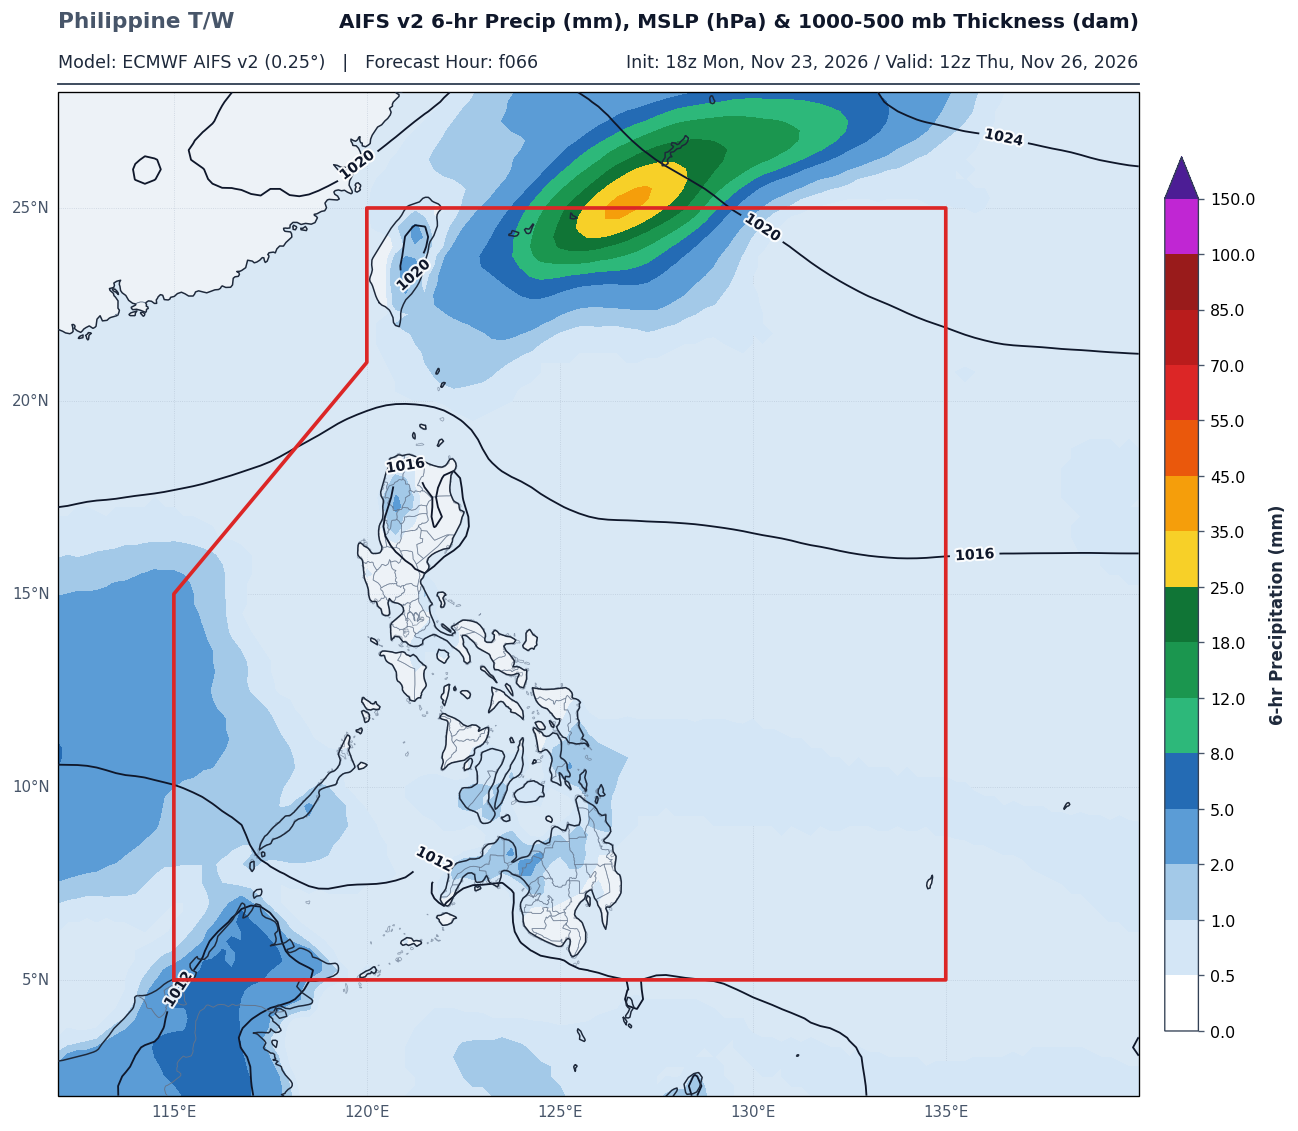 Philippine T/W
AIFS v2 6-hr Precip (mm), MSLP (hPa) & 1000-500 mb Thickness (dam)
Model: ECMWF AIFS v2 (0.25°)   |   Forecast Hour: f066
Init: 18z Mon, Nov 23, 2026 / Valid: 12z Thu, Nov 26, 2026
1024
1020
1020
1020
1016
1016
1012
1012
25°N
20°N
15°N
10°N
5°N
115°E
120°E
125°E
130°E
135°E
150.0
100.0
85.0
70.0
55.0
45.0
35.0
25.0
18.0
12.0
8.0
5.0
2.0
1.0
0.5
0.0
6-hr Precipitation (mm)